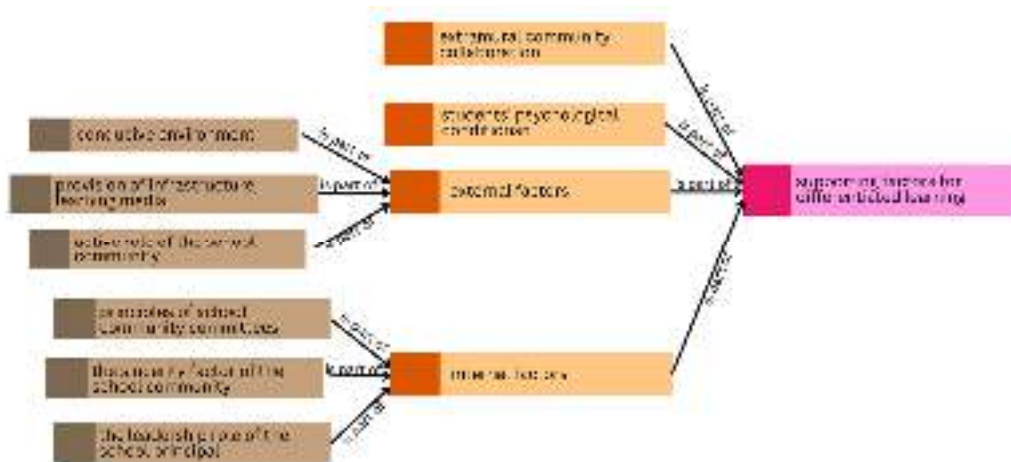 extramural community
collaboration
is part of
students' psychological
condition
is part of
conducive environment
is part of
provision of infrastructure,
learning media
is part of
external factors
is part of
supporting factors for
differentiated learning
active role of the school
community
is part of
is part of
principles of school
community committees
is part of
factor of the
school community
is part of
internal factors
the leadership role of the
school principal
is part of